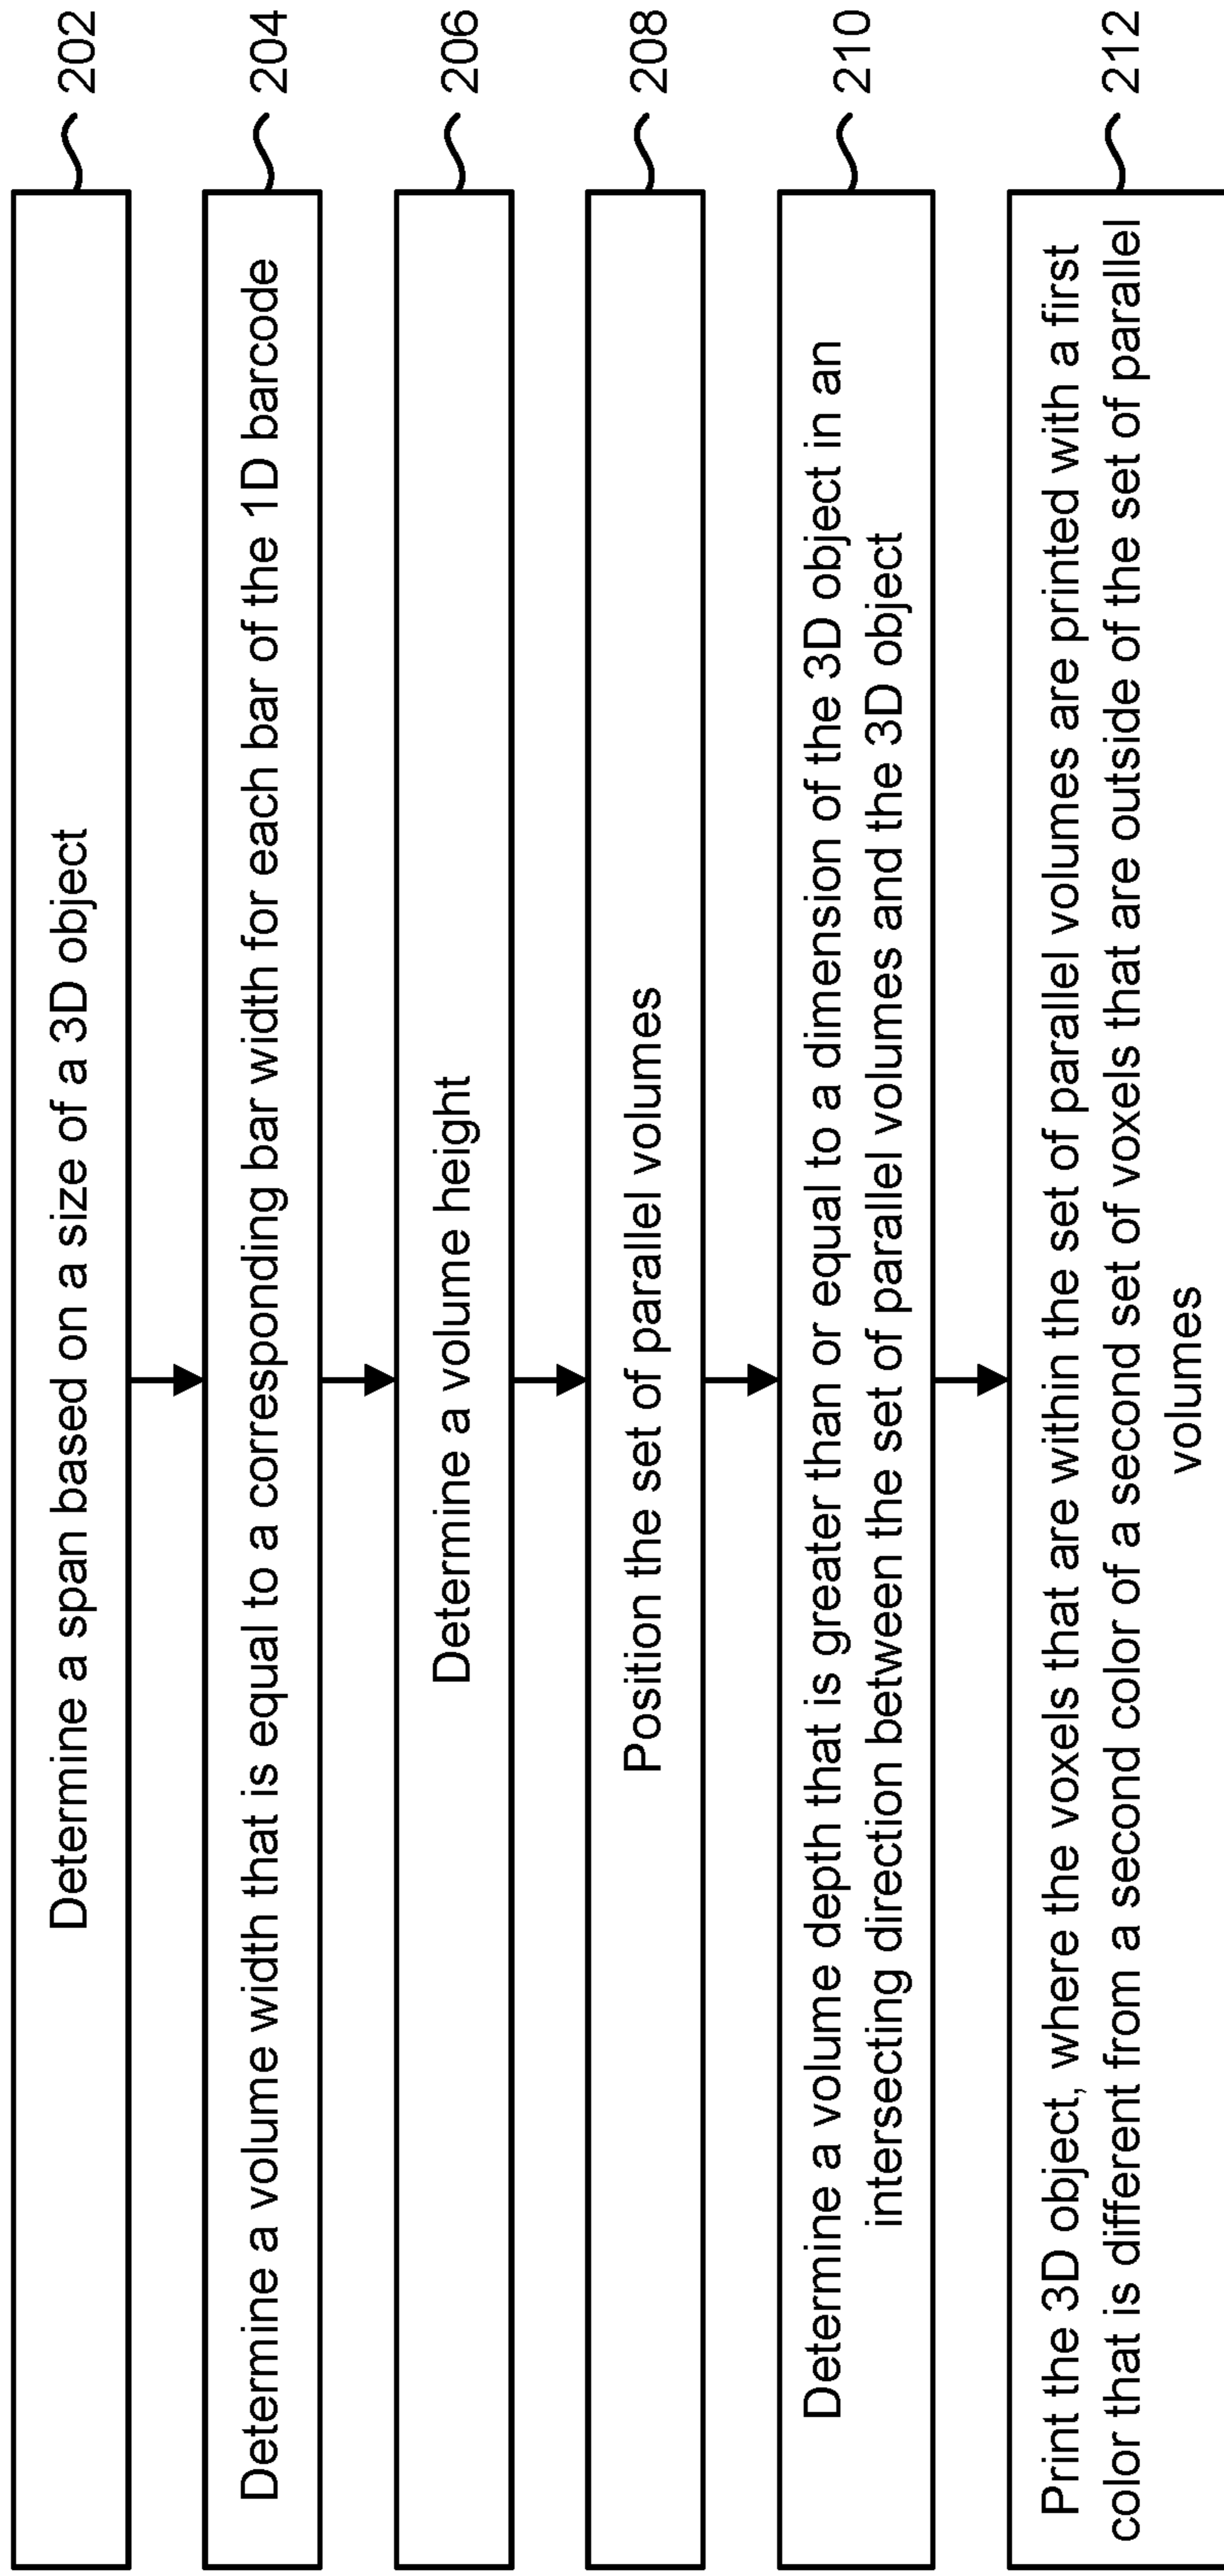 Determine a span based on a size of a 3D object
202
Determine a volume width that is equal to a corresponding bar width for each bar of the 1D barcode
204
Determine a volume height
206
Position the set of parallel volumes
208
Determine a volume depth that is greater than or equal to a dimension of the 3D object in an
intersecting direction between the set of parallel volumes and the 3D object
210
Print the 3D object, where the voxels that are within the set of parallel volumes are printed with a first
color that is different from a second color of a second set of voxels that are outside of the set of parallel
volumes
212